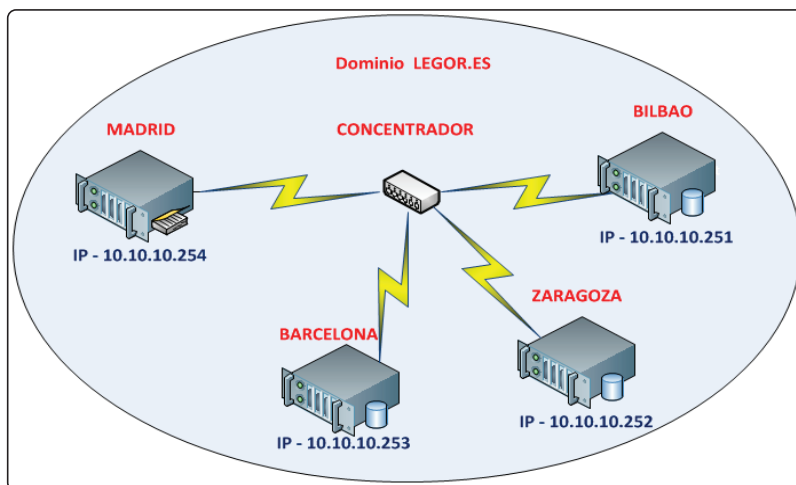 Dominio LEGOR.ES
MADRID
CONCENTRADOR
BILBAO
IP - 10.10.10.254
IP - 10.10.10.251
BARCELONA
ZARAGOZA
IP - 10.10.10.253
IP - 10.10.10.252